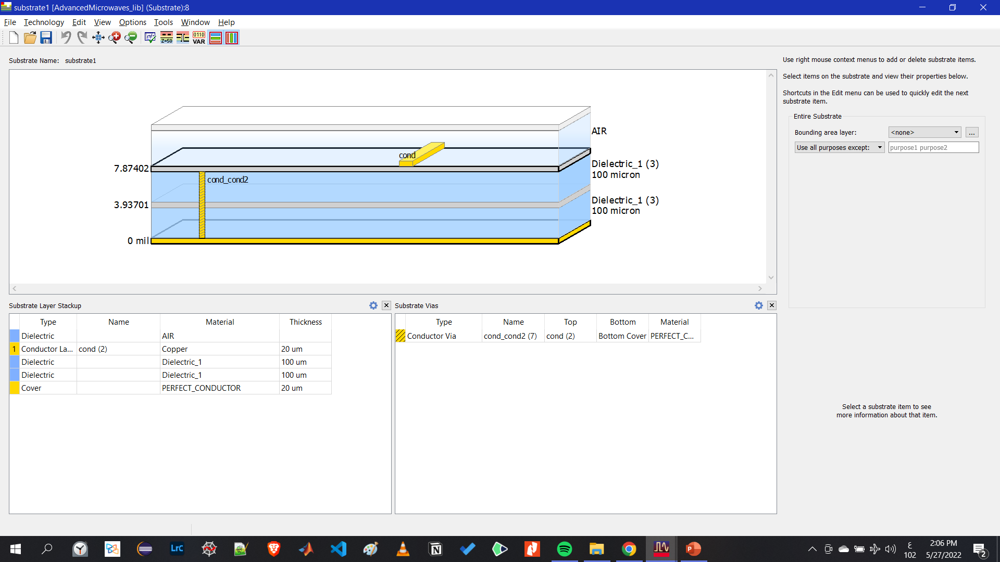 substrate1 [AdvancedMicrowaves_lib] (Substrate):8
File Technology Edit View Options Tools Window Help
Z=50
0110
VAR
Substrate Name: substrate1
AIR
cond
7.87402
Dielectric_1 (3)
100 micron
cond_cond2
3.93701
Dielectric_1 (3)
100 micron
0 mil
Use right mouse context menus to add or delete substrate items.
Select items on the substrate and view their properties below.
Shortcuts in the Edit menu can be used to quickly edit the next
substrate item.
Entire Substrate
Bounding area layer: <none> ...
Use all purposes except: purpose1 purpose2
Select a substrate item to see
more information about that item.
Substrate Layer Stackup
Type Name Material Thickness
Dielectric AIR
1 Conductor La... cond (2) Copper 20 um
Dielectric Dielectric_1 100 um
Dielectric Dielectric_1 100 um
Cover PERFECT_CONDUCTOR 20 um
Substrate Vias
Type Name Top Bottom Material
Conductor Via cond_cond2 (7) cond (2) Bottom Cover PERFECT_C...
LrC
N
P
ع
102
2:06 PM
5/27/2022
2